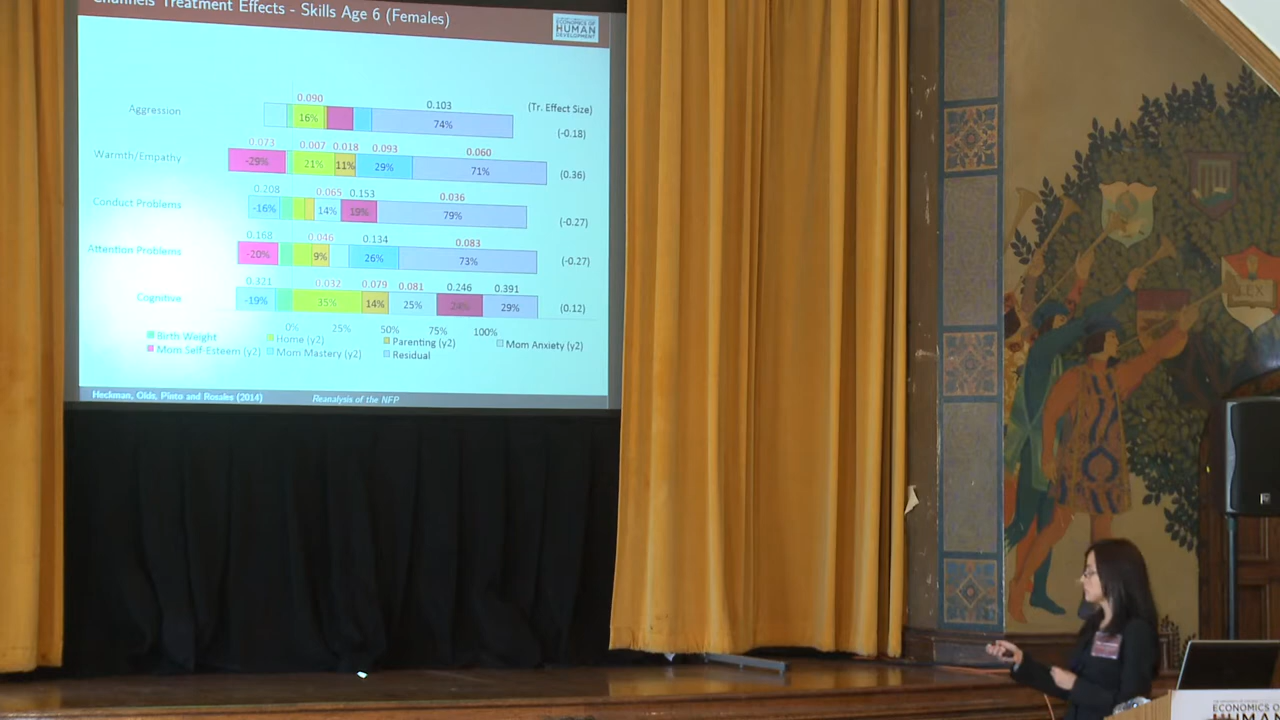 Channels Treatment Effects - Skills Age 6 (Females)
ECONOMICS OF
HUMAN
DEVELOPMENT
0.090
0.103
(Tr. Effect Size)
Aggression
16%
74%
(-0.18)
0.073
0.007
0.018
0.093
0.060
Warmth/Empathy
-29%
21%
11%
29%
71%
(0.36)
0.208
0.065
0.153
0.036
Conduct Problems
-16%
14%
19%
79%
(-0.27)
0.168
0.046
0.134
0.083
Attention Problems
-20%
9%
26%
73%
(-0.27)
0.321
0.032
0.079
0.081
0.246
0.391
Cognitive
-19%
35%
14%
25%
24%
29%
(0.12)
0%
25%
50%
75%
100%
Birth Weight
Home (y2)
Parenting (y2)
Mom Anxiety (y2)
Mom Self-Esteem (y2)
Mom Mastery (y2)
Residual
Heckman, Olds, Pinto and Rosales (2014)
Reanalysis of the NFP
LEX
ECONOMICS O
HUMAN